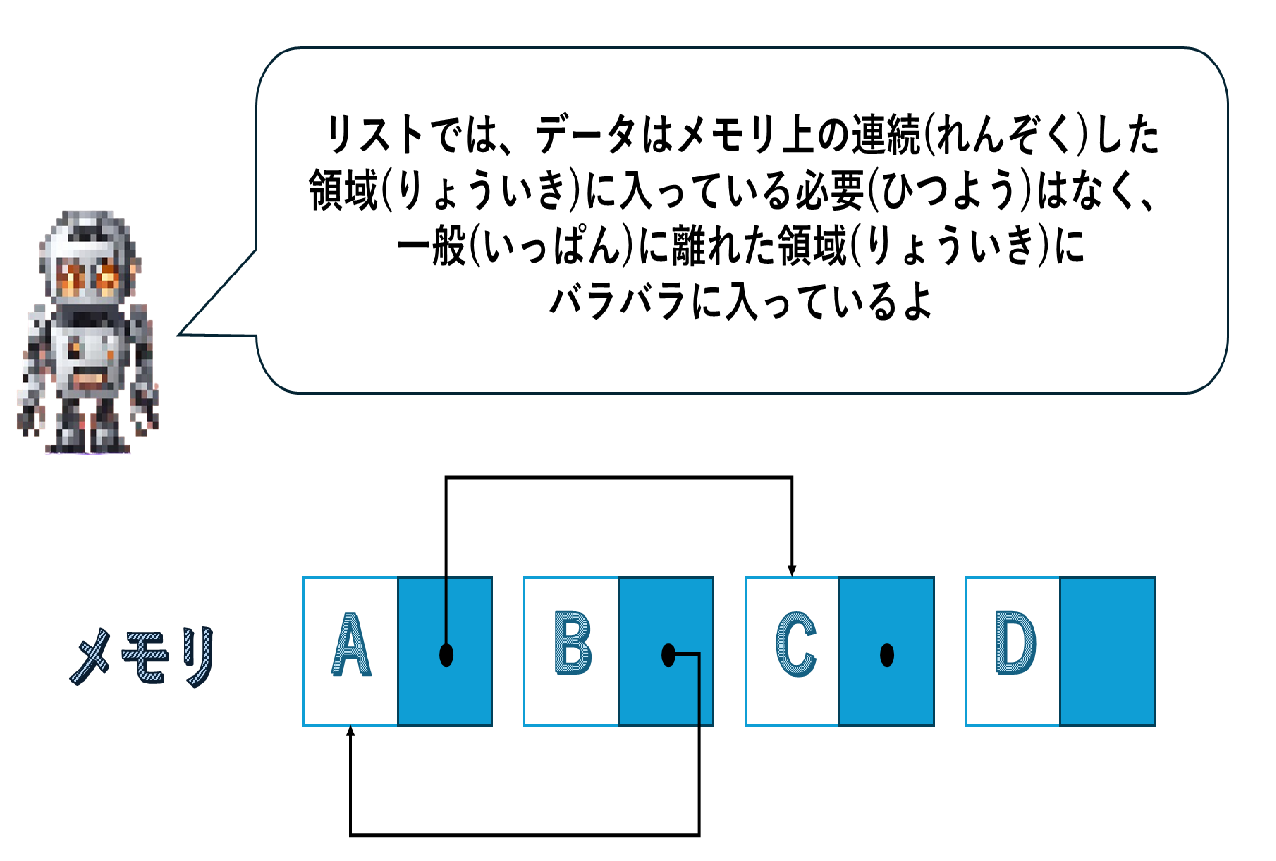 リストでは、データはメモリ上の連続(れんぞく)した
領域(りょういき)に入っている必要(ひつよう)はなく、
一般(いっぱん)に離れた領域(りょういき)に
バラバラに入っているよ
メモリ
A
B
C
D